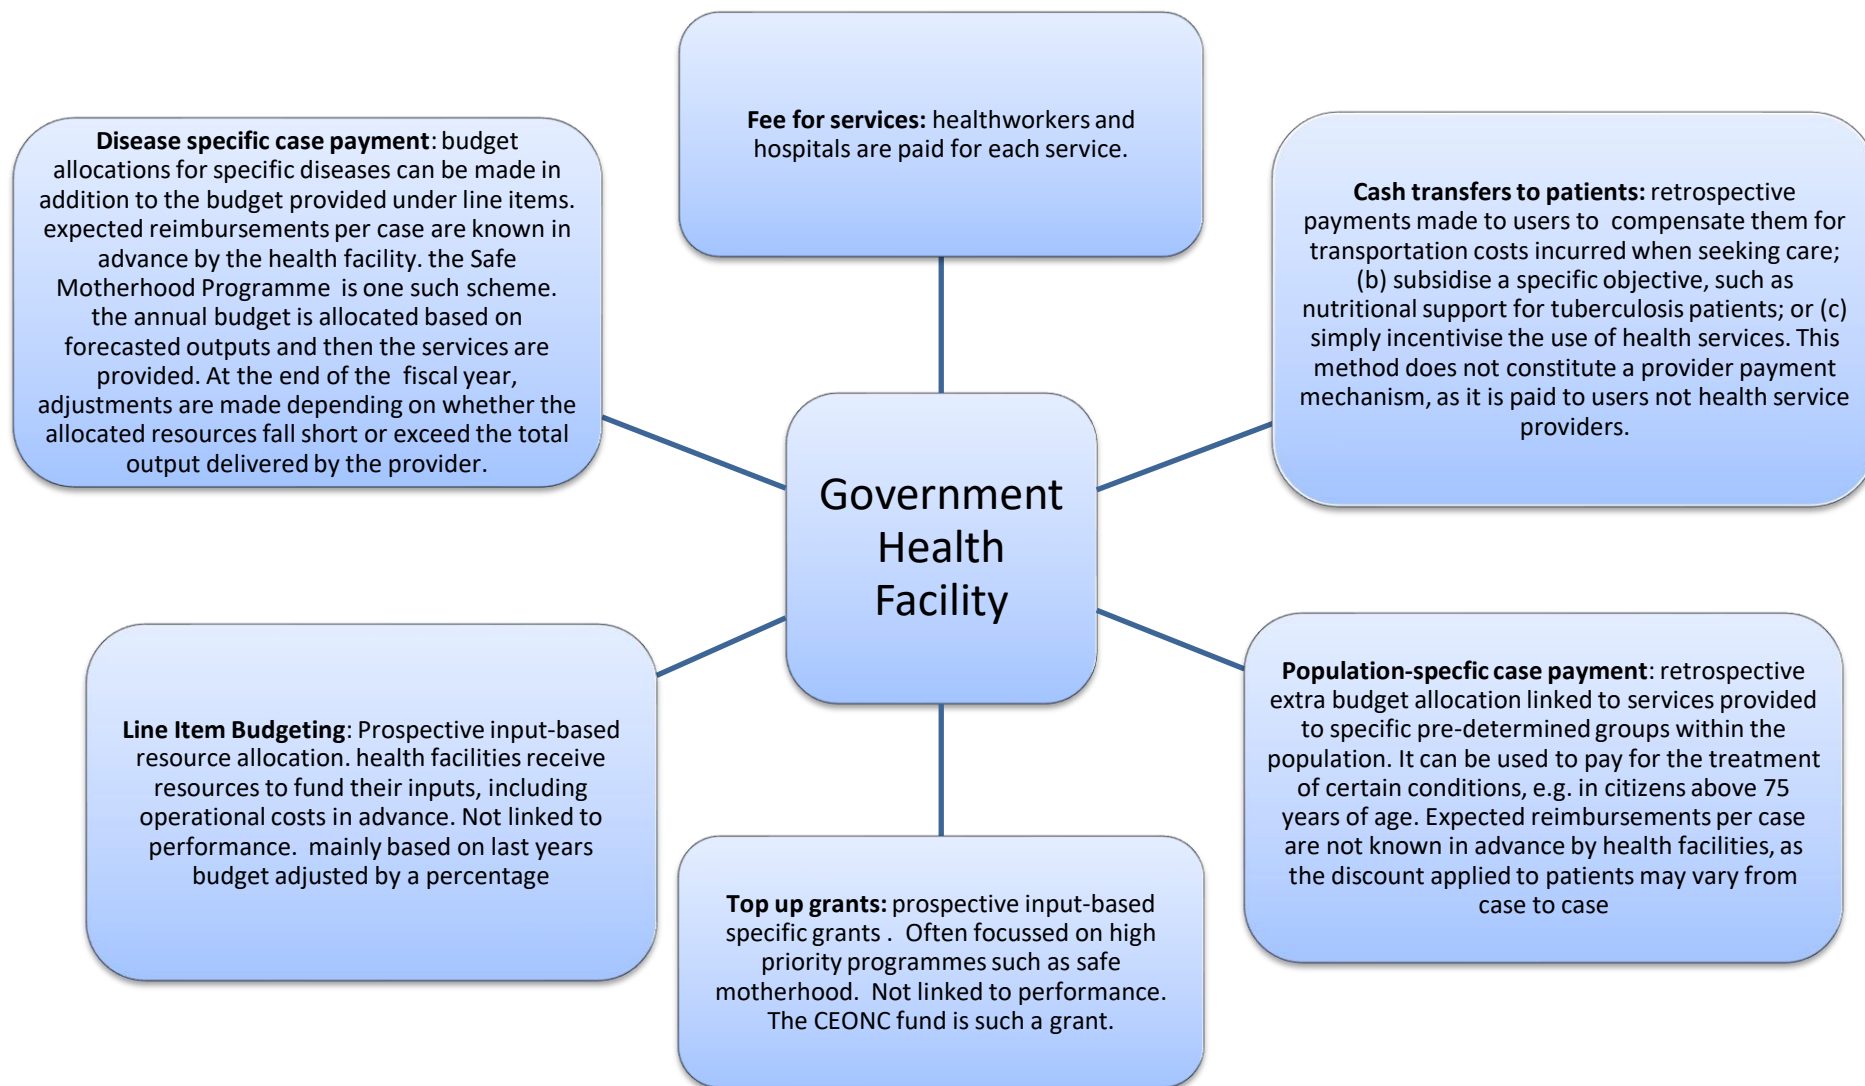 Fee for services: healthworkers and
hospitals are paid for each service.
Disease specific case payment: budget
allocations for specific diseases can be made in
addition to the budget provided under line items.
expected reimbursements per case are known in
advance by the health facility. the Safe
Motherhood Programme is one such scheme.
the annual budget is allocated based on
forecasted outputs and then the services are
provided. At the end of the fiscal year,
adjustments are made depending on whether the
allocated resources fall short or exceed the total
output delivered by the provider.
Cash transfers to patients: retrospective
payments made to users to compensate them for
transportation costs incurred when seeking care;
(b) subsidise a specific objective, such as
nutritional support for tuberculosis patients; or (c)
simply incentivise the use of health services. This
method does not constitute a provider payment
mechanism, as it is paid to users not health service
providers.
Government
Health
Facility
Line Item Budgeting: Prospective input-based
resource allocation. health facilities receive
resources to fund their inputs, including
operational costs in advance. Not linked to
performance. mainly based on last years
budget adjusted by a percentage
Population-specfic case payment: retrospective
extra budget allocation linked to services provided
to specific pre-determined groups within the
population. It can be used to pay for the treatment
of certain conditions, e.g. in citizens above 75
years of age. Expected reimbursements per case
are not known in advance by health facilities, as
the discount applied to patients may vary from
case to case
Top up grants: prospective input-based
specific grants . Often focussed on high
priority programmes such as safe
motherhood. Not linked to performance.
The CEONC fund is such a grant.